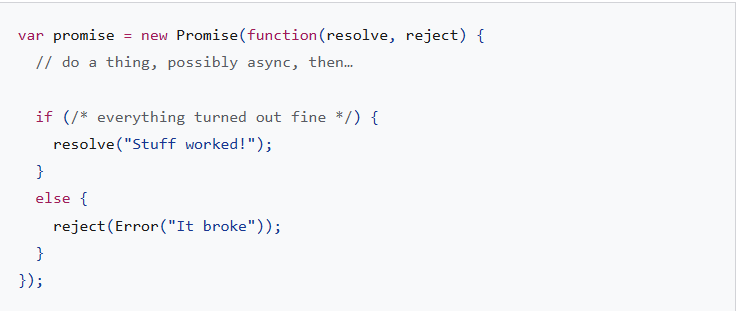 var promise = new Promise(function(resolve, reject) {
  // do a thing, possibly async, then…

  if (/* everything turned out fine */) {
    resolve("Stuff worked!");
  }
  else {
    reject(Error("It broke"));
  }
});